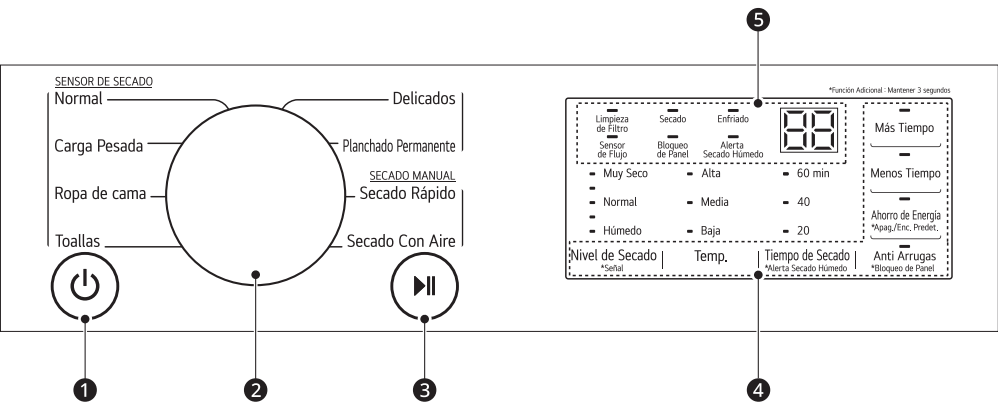 5
SENSOR DE SECADO
Normal
Carga Pesada
Ropa de cama
Toallas
Delicados
Planchado Permanente
SECADO MANUAL
Secado Rápido
Secado Con Aire
*Función Adicional : Mantener 3 segundos
Limpieza
de Filtro
Secado
Enfriado
Sensor
de Flujo
Bloqueo
de Panel
Alerta
Secado Húmedo
88
Muy Seco
Normal
Húmedo
Alta
Media
Baja
60 min
40
20
Nivel de Secado
*Señal
Temp.
Tiempo de Secado
*Alerta Secado Húmedo
Más Tiempo
Menos Tiempo
Ahorro de Energía
*Apag./Enc. Predet.
Anti Arrugas
*Bloqueo de Panel
1
2
3
4